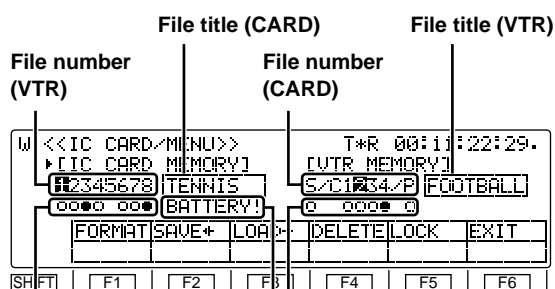 File title (CARD) File title (VTR)
File number (VTR) File number (CARD)
W <<IC CARD/MENU>> T*R 00:11:22:29.
▶[IC CARD MEMORY] [VTR MEMORY]
12345678 TENNIS S/C1234/P FOOTBALL
BATTERY!
FORMAT SAVE+ LOAD+ DELETE LOCK EXIT
SHIFT F1 F2 F3 F4 F5 F6